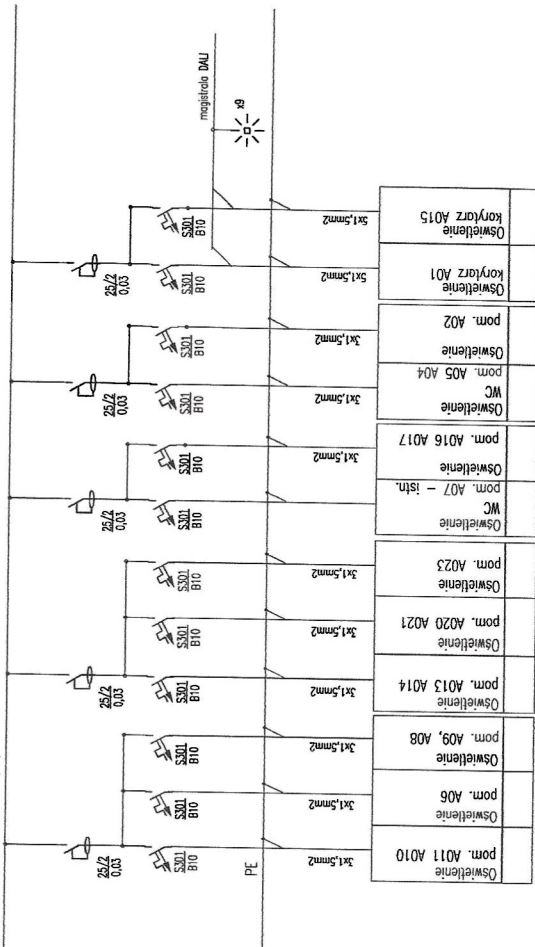 magistrala DALI
x9
25/2
0,03
25/2
0,03
25/2
0,03
25/2
0,03
25/2
0,03
S301
B10
S301
B10
S301
B10
S301
B10
S301
B10
S301
B10
S301
B10
S301
B10
S301
B10
S301
B10
S301
B10
S301
B10
PE
3x1,5mm2
3x1,5mm2
3x1,5mm2
3x1,5mm2
3x1,5mm2
3x1,5mm2
3x1,5mm2
3x1,5mm2
3x1,5mm2
5x1,5mm2
5x1,5mm2
Oświetlenie
pom. A011 A010
Oświetlenie
pom. A06
Oświetlenie
pom. A09, A08
Oświetlenie
pom. A013 A014
Oświetlenie
pom. A020 A021
Oświetlenie
pom. A023
Oświetlenie
WC
pom. A07 – istn.
Oświetlenie
pom. A016 A017
Oświetlenie
WC
pom. A05 A04
Oświetlenie
pom. A02
Oświetlenie
korytarz A01
Oświetlenie
korytarz A015